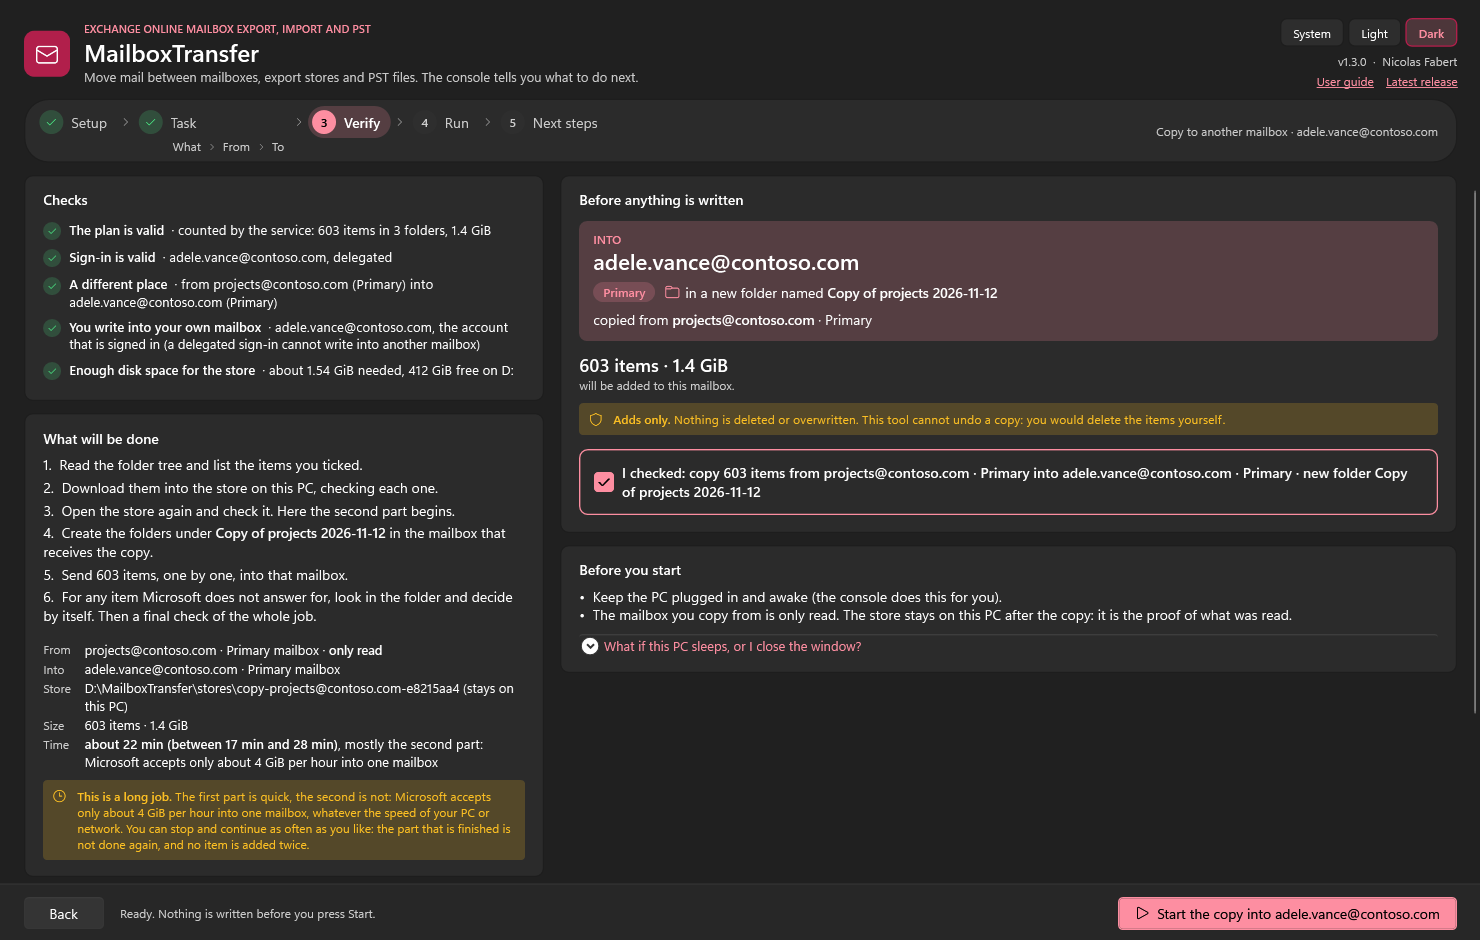 EXCHANGE ONLINE MAILBOX EXPORT, IMPORT AND PST
MailboxTransfer
Move mail between mailboxes, export stores and PST files. The console tells you what to do next.
System
Light
Dark
v1.3.0 · Nicolas Fabert
User guide
Latest release
Setup
Task
3 Verify
4 Run
5 Next steps
What
From
To
Copy to another mailbox · adele.vance@contoso.com
Checks
The plan is valid · counted by the service: 603 items in 3 folders, 1.4 GiB
Sign-in is valid · adele.vance@contoso.com, delegated
A different place · from projects@contoso.com (Primary) into
adele.vance@contoso.com (Primary)
You write into your own mailbox · adele.vance@contoso.com, the account
that is signed in (a delegated sign-in cannot write into another mailbox)
Enough disk space for the store · about 1.54 GiB needed, 412 GiB free on D:
What will be done
1. Read the folder tree and list the items you ticked.
2. Download them into the store on this PC, checking each one.
3. Open the store again and check it. Here the second part begins.
4. Create the folders under Copy of projects 2026-11-12 in the mailbox that
receives the copy.
5. Send 603 items, one by one, into that mailbox.
6. For any item Microsoft does not answer for, look in the folder and decide
by itself. Then a final check of the whole job.
From projects@contoso.com · Primary mailbox · only read
Into adele.vance@contoso.com · Primary mailbox
Store D:\MailboxTransfer\stores\copy-projects@contoso.com-e8215aa4 (stays on
this PC)
Size 603 items · 1.4 GiB
Time about 22 min (between 17 min and 28 min), mostly the second part:
Microsoft accepts only about 4 GiB per hour into one mailbox
This is a long job. The first part is quick, the second is not: Microsoft accepts
only about 4 GiB per hour into one mailbox, whatever the speed of your PC or
network. You can stop and continue as often as you like: the part that is finished is
not done again, and no item is added twice.
Before anything is written
INTO
adele.vance@contoso.com
Primary in a new folder named Copy of projects 2026-11-12
copied from projects@contoso.com · Primary
603 items · 1.4 GiB
will be added to this mailbox.
Adds only. Nothing is deleted or overwritten. This tool cannot undo a copy: you would delete the items yourself.
I checked: copy 603 items from projects@contoso.com · Primary into adele.vance@contoso.com · Primary · new folder Copy
of projects 2026-11-12
Before you start
• Keep the PC plugged in and awake (the console does this for you).
• The mailbox you copy from is only read. The store stays on this PC after the copy: it is the proof of what was read.
What if this PC sleeps, or I close the window?
Back
Ready. Nothing is written before you press Start.
Start the copy into adele.vance@contoso.com